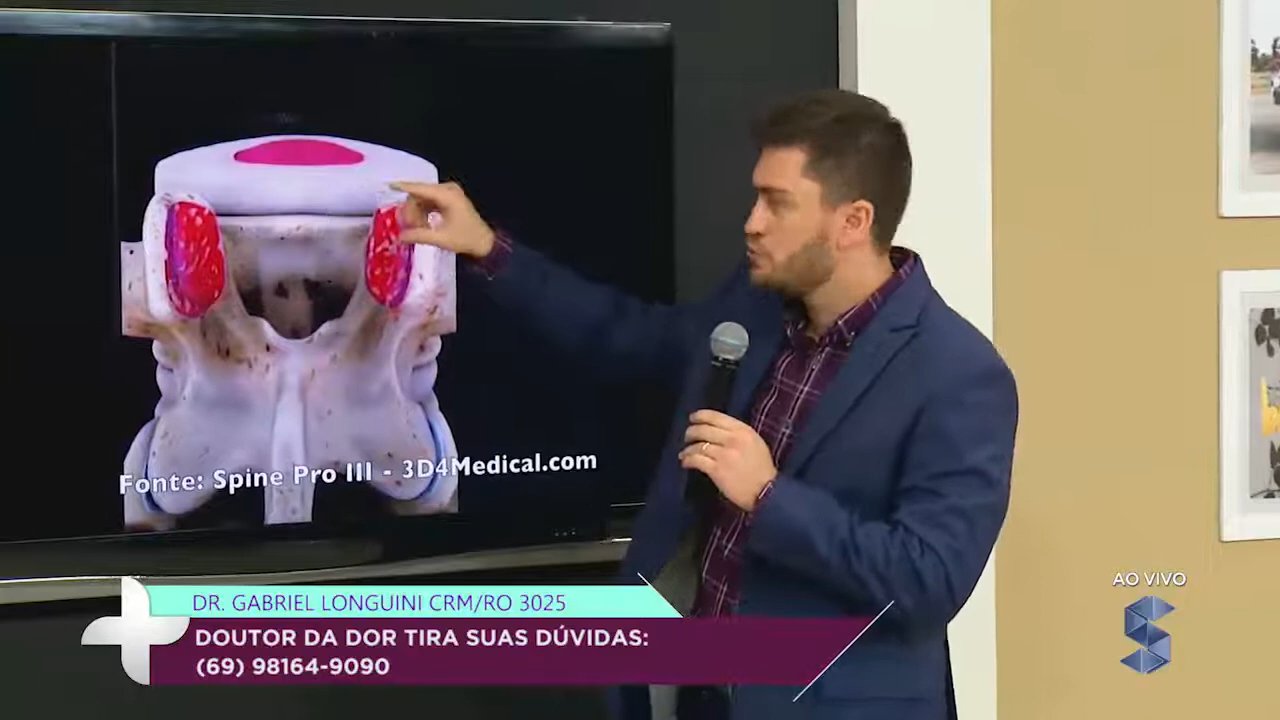 Fonte: Spine Pro III - 3D4Medical.com
AO VIVO
DR. GABRIEL LONGUINI CRM/RO 3025
DOUTOR DA DOR TIRA SUAS DÚVIDAS:
(69) 98164-9090